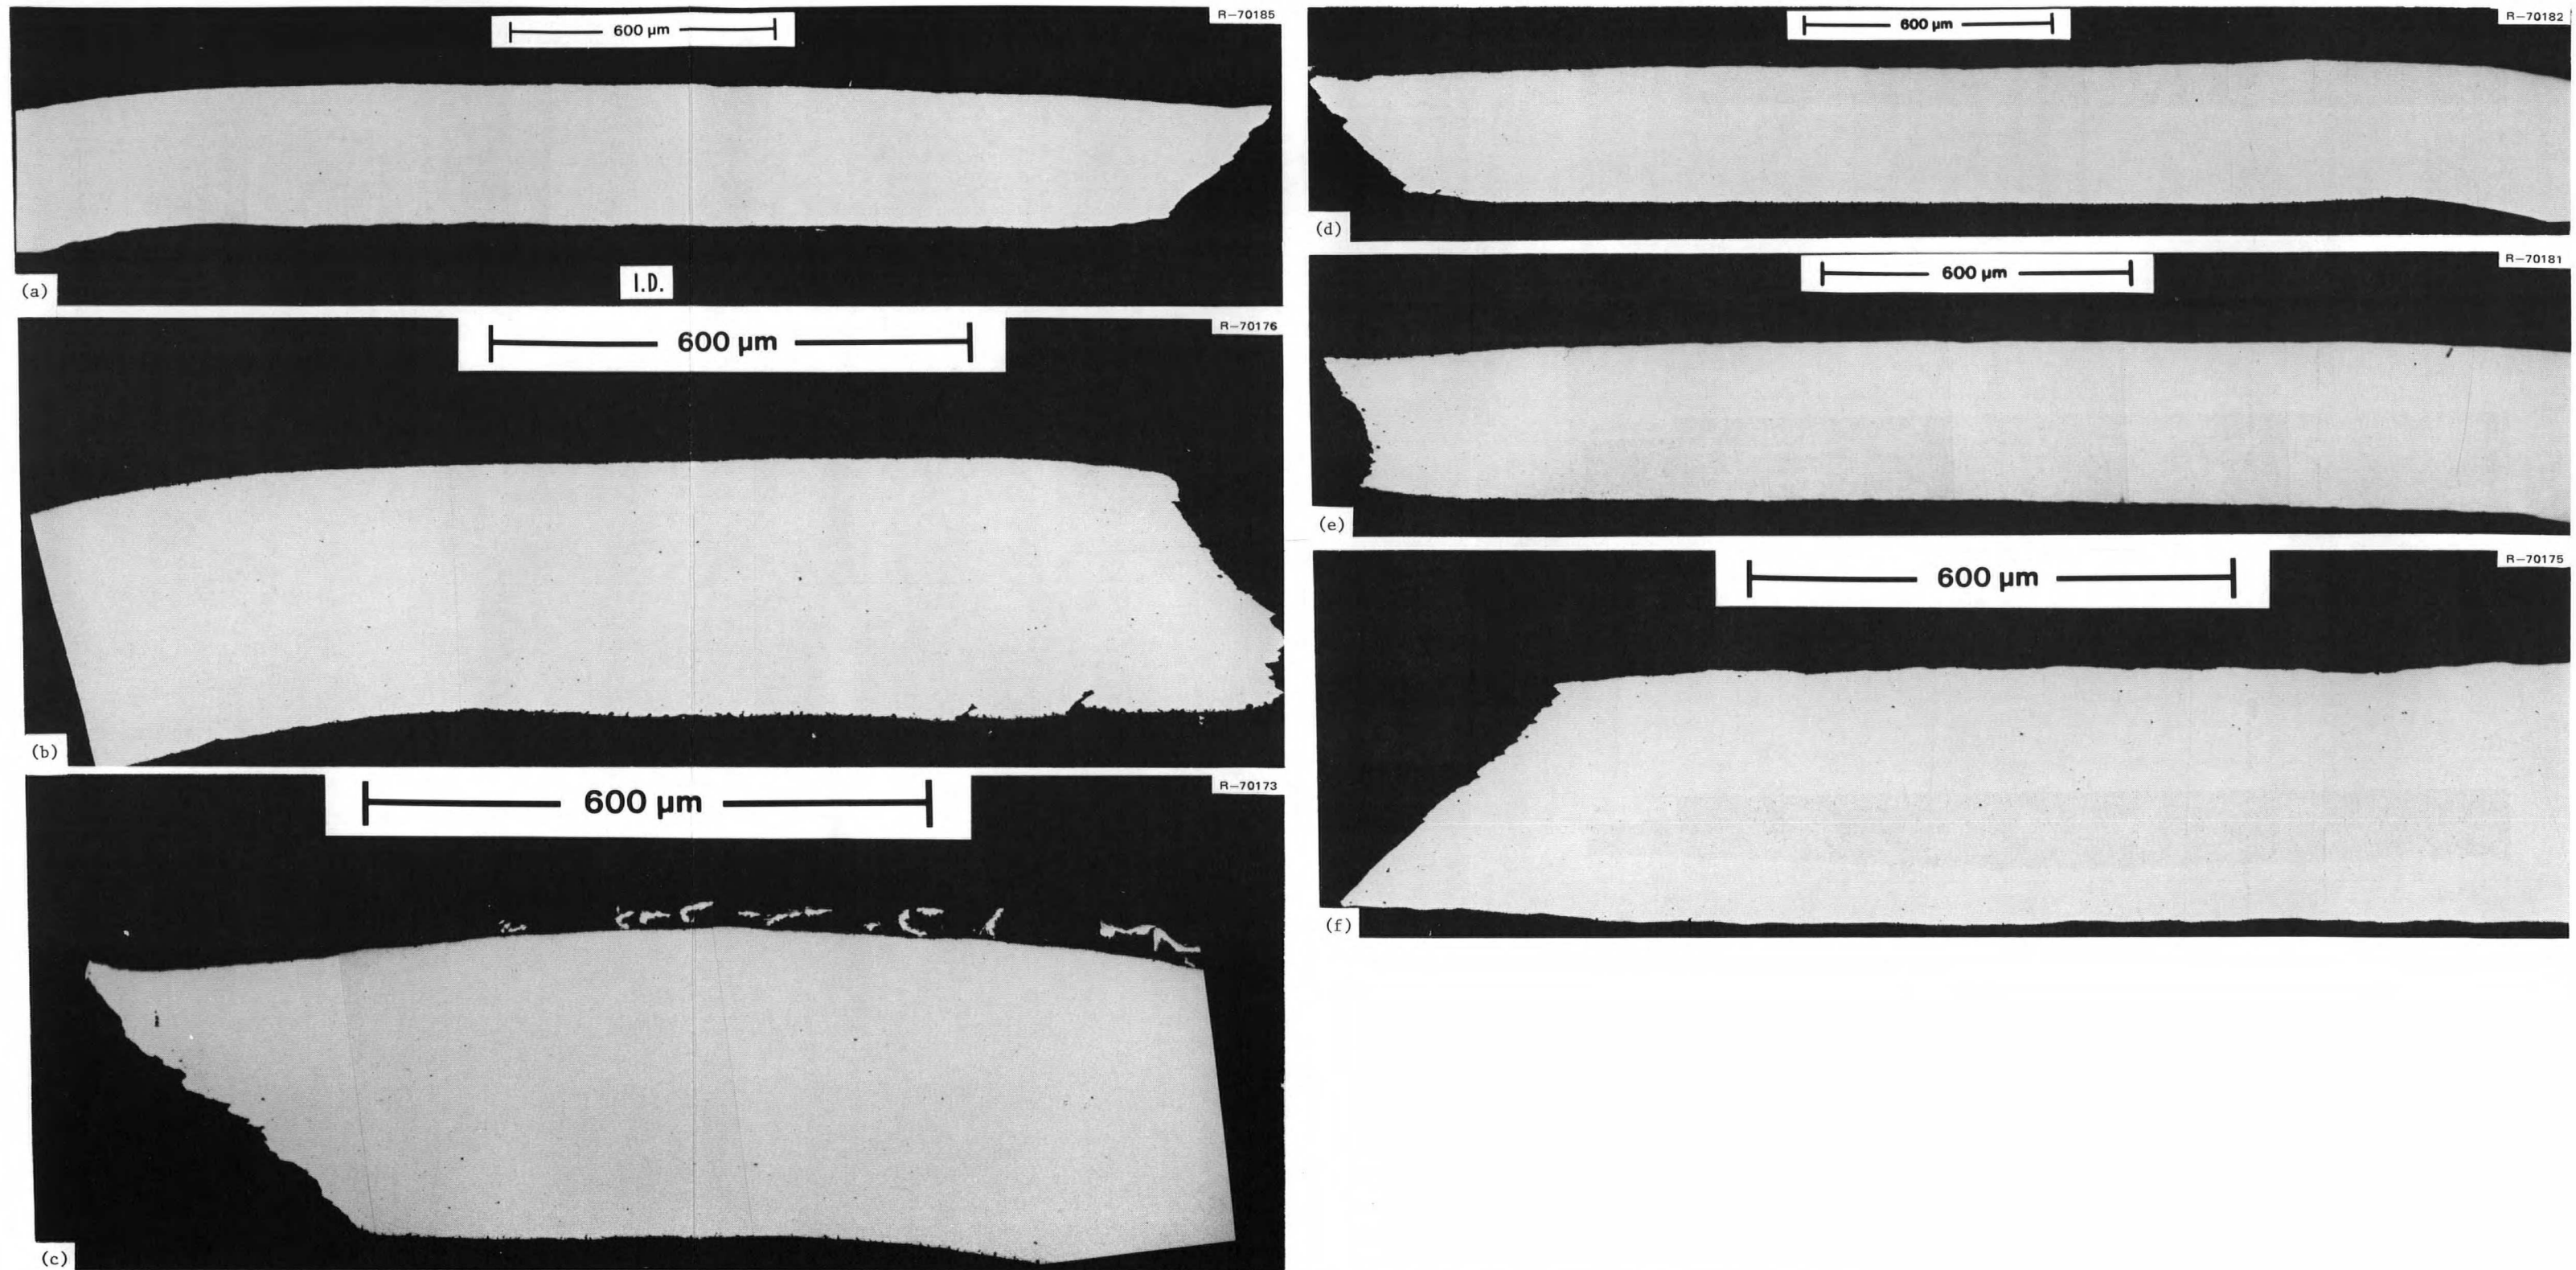 600 µm
R-70185
I.D.
(a)
600 µm
R-70176
(b)
600 µm
R-70173
(c)
600 µm
R-70182
(d)
600 µm
R-70181
(e)
600 µm
R-70175
(f)